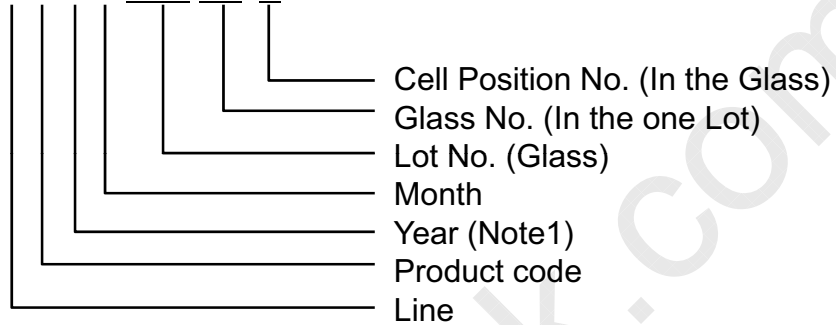 Cell Position No. (In the Glass)
Glass No. (In the one Lot)
Lot No. (Glass)
Month
Year (Note1)
Product code
Line